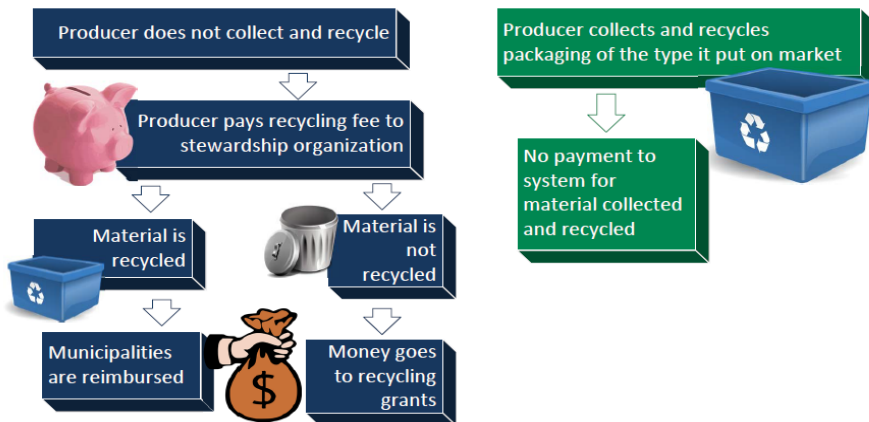 Producer does not collect and recycle
Producer pays recycling fee to
stewardship organization
Material is
recycled
Material is
not
recycled
Municipalities
are reimbursed
$
Money goes
to recycling
grants
Producer collects and recycles
packaging of the type it put on market
No payment to
system for
material collected
and recycled